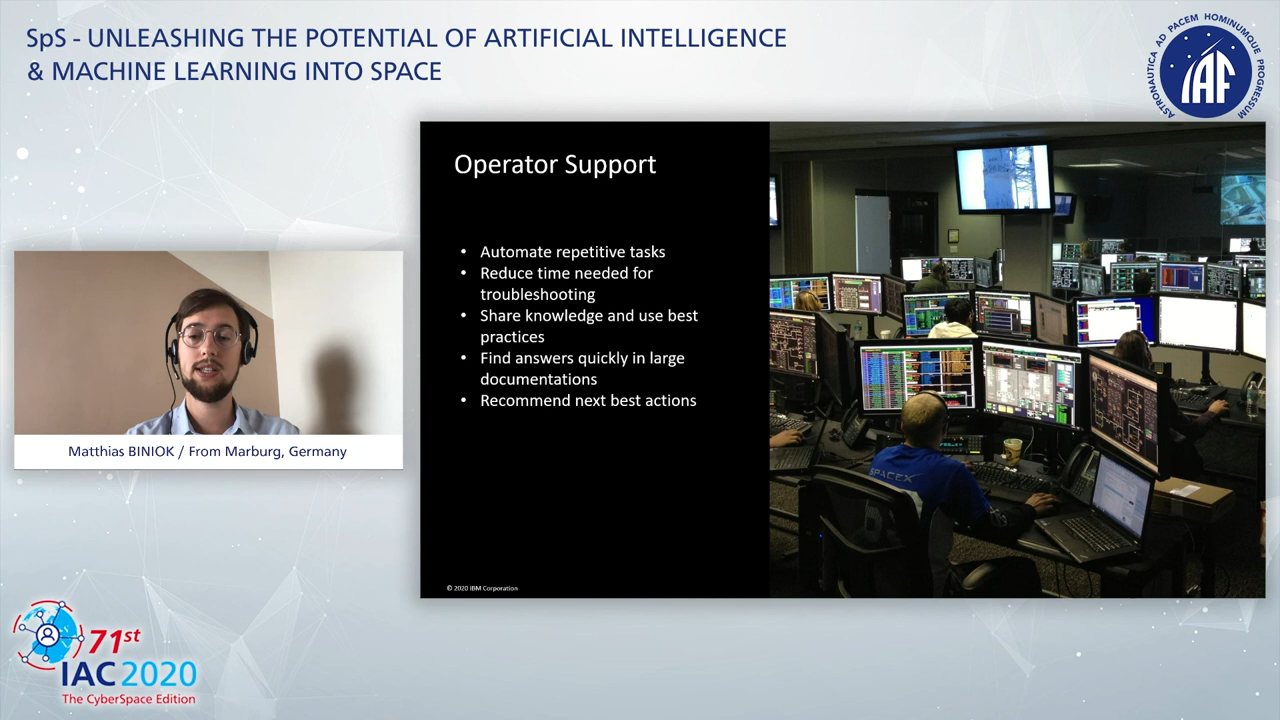 SpS - UNLEASHING THE POTENTIAL OF ARTIFICIAL INTELLIGENCE
& MACHINE LEARNING INTO SPACE
ASTRONAUTICA AD PACEM HOMINUMQUE PROGRESSUM
IAF
Operator Support
• Automate repetitive tasks
• Reduce time needed for
troubleshooting
• Share knowledge and use best
practices
• Find answers quickly in large
documentations
• Recommend next best actions
SPACEX
© 2020 IBM Corporation
Matthias BINIOK / From Marburg, Germany
71st
IAC 2020
The CyberSpace Edition